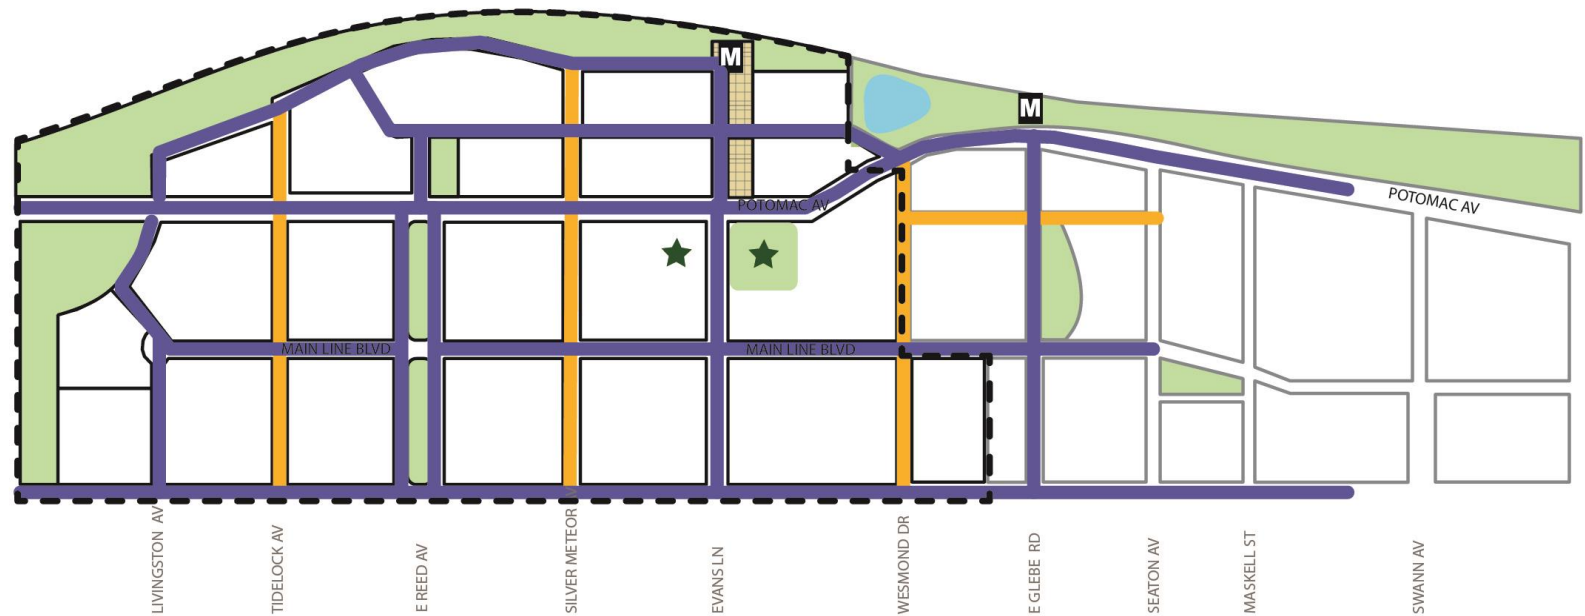 M
M
POTOMAC AV
POTOMAC AV
MAIN LINE BLVD
MAIN LINE BLVD
LIVINGSTON AV
TIDELOCK AV
E REED AV
SILVER METEOR
EVANS LN
WESMOND DR
E GLEBE RD
SEATON AV
MASKELL ST
SWANN AV